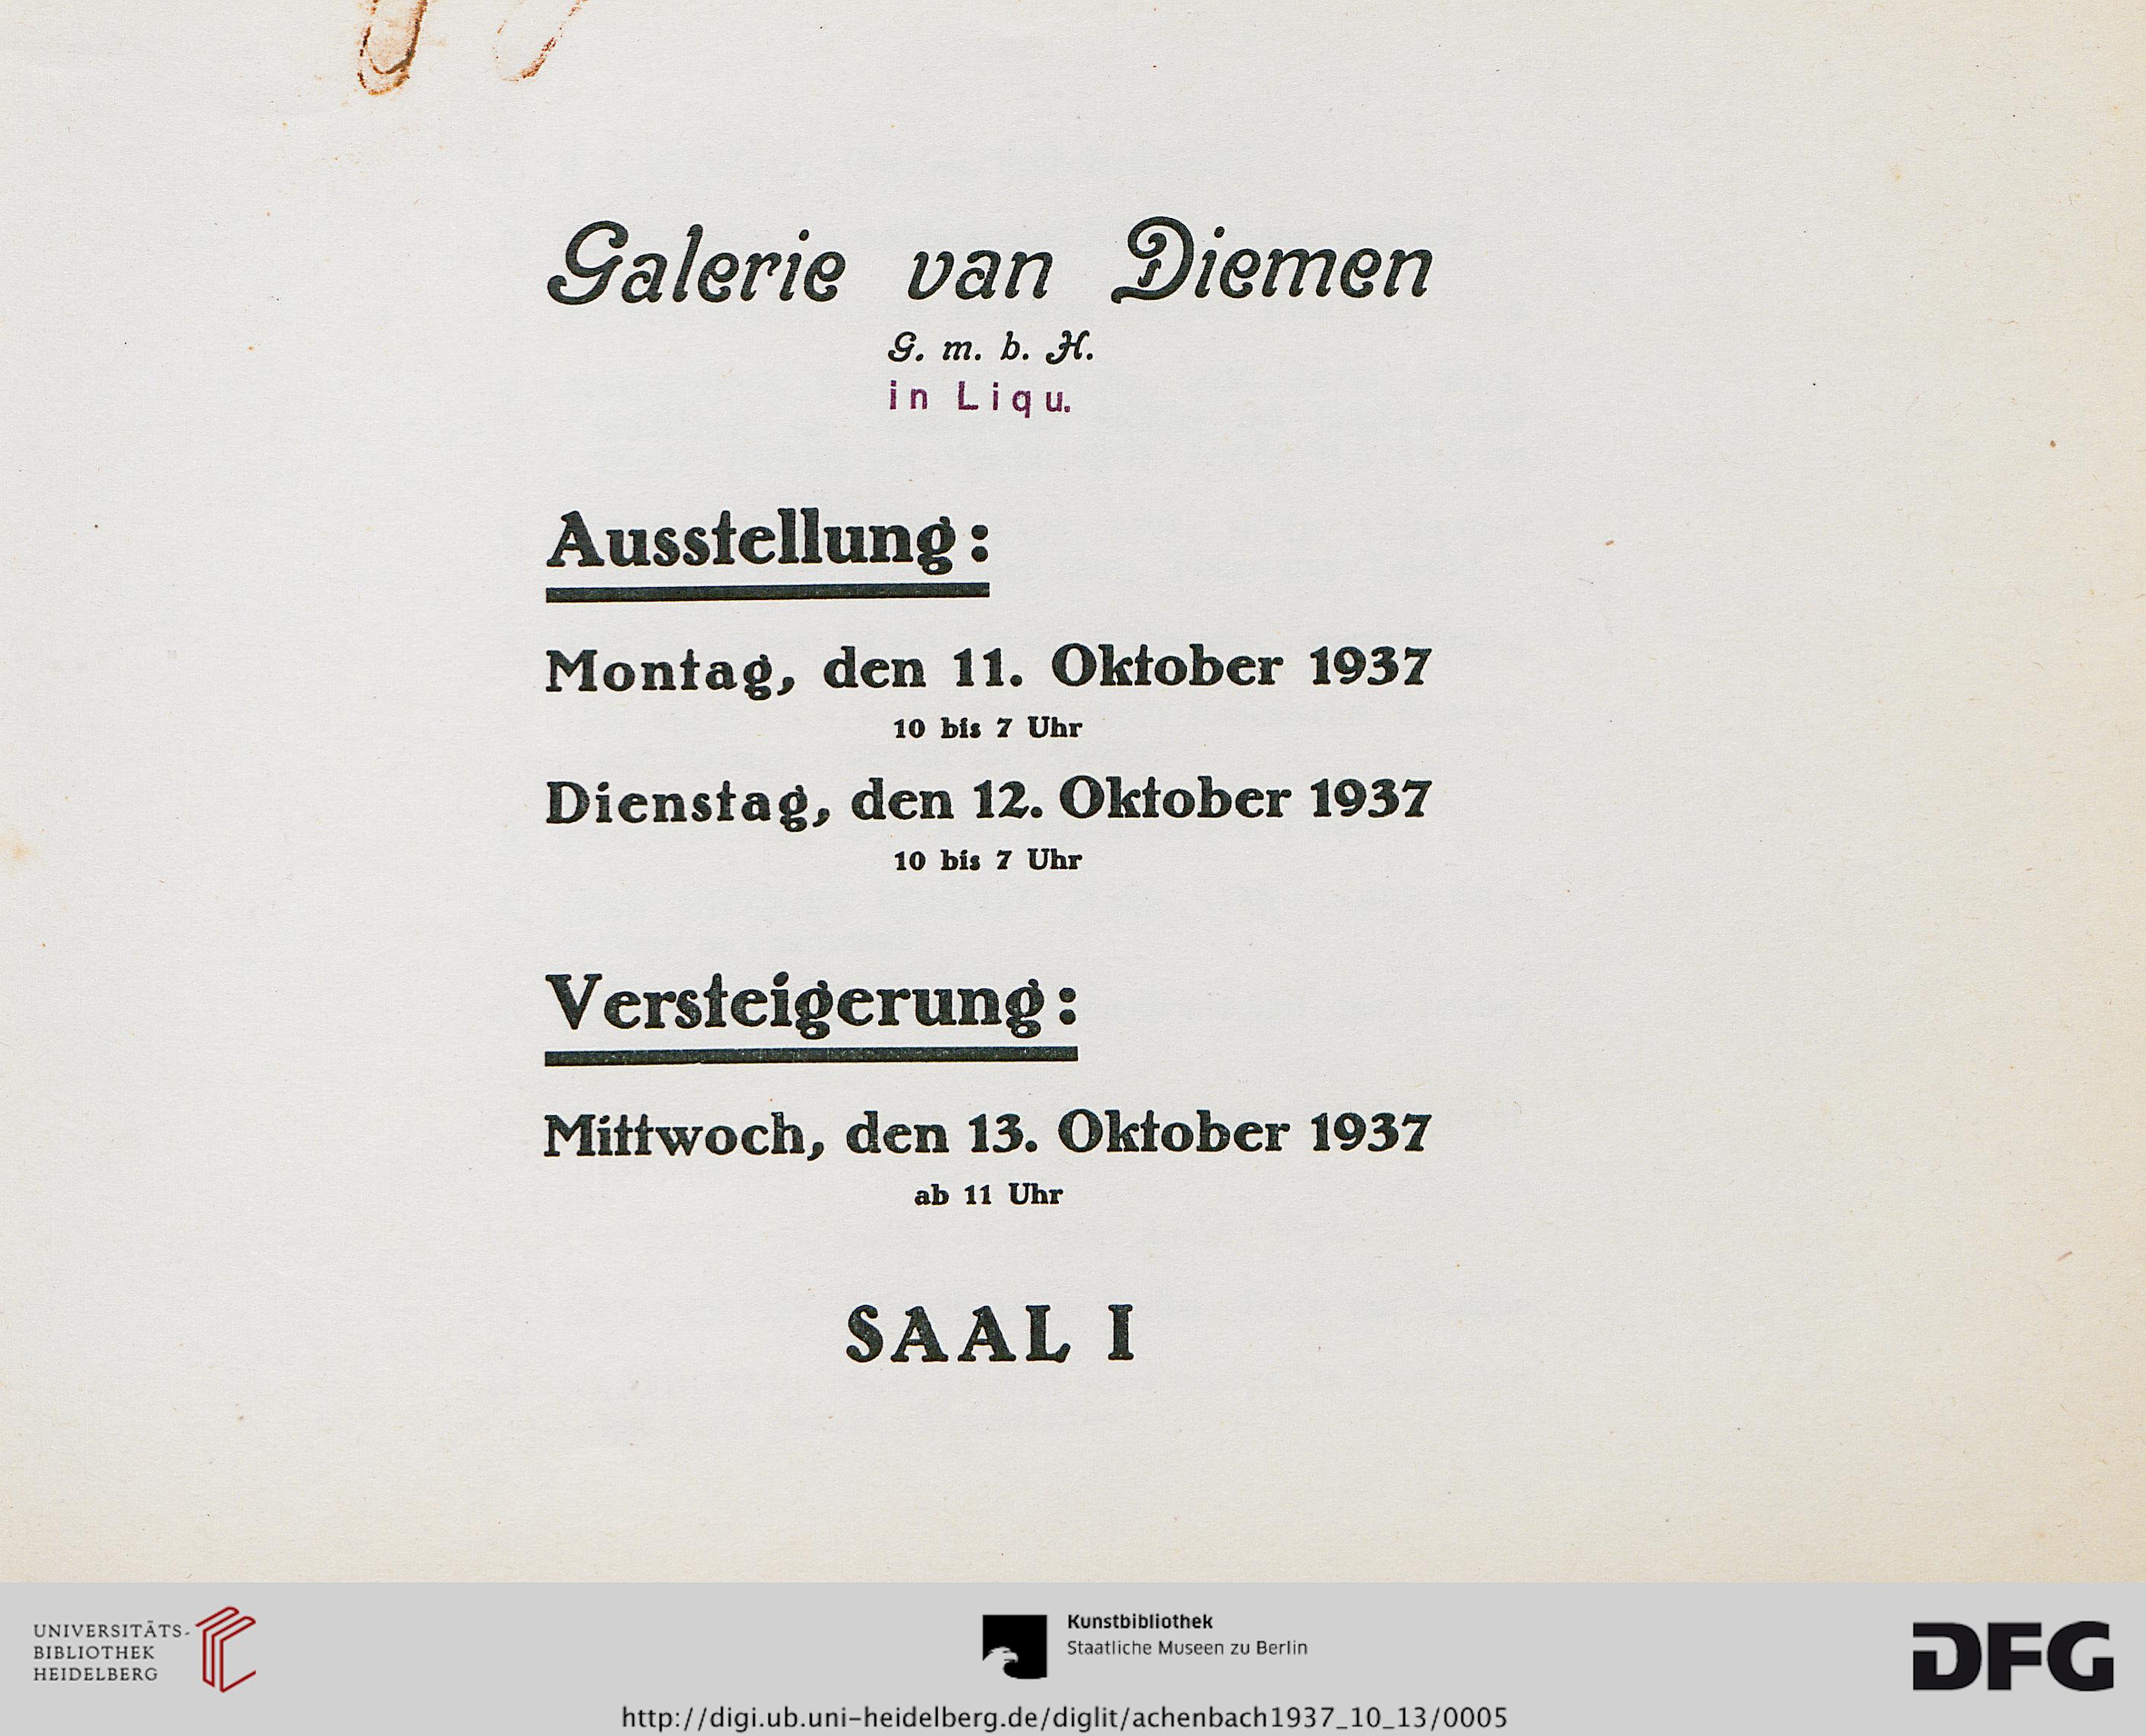 Galerie van Diemen
G. m. b. H.
in Liqu.
Ausstellung:
Montag, den 11. Oktober 1937
10 bis 7 Uhr
Dienstag, den 12. Oktober 1937
10 bis 7 Uhr
Versteigerung:
Mittwoch, den 13. Oktober 1937
ab 11 Uhr
SAAL I
UNIVERSITÄTS-
BIBLIOTHEK
HEIDELBERG
Kunstbibliothek
Staatliche Museen zu Berlin
DFG
http://digi.ub.uni-heidelberg.de/diglit/achenbach1937_10_13/0005